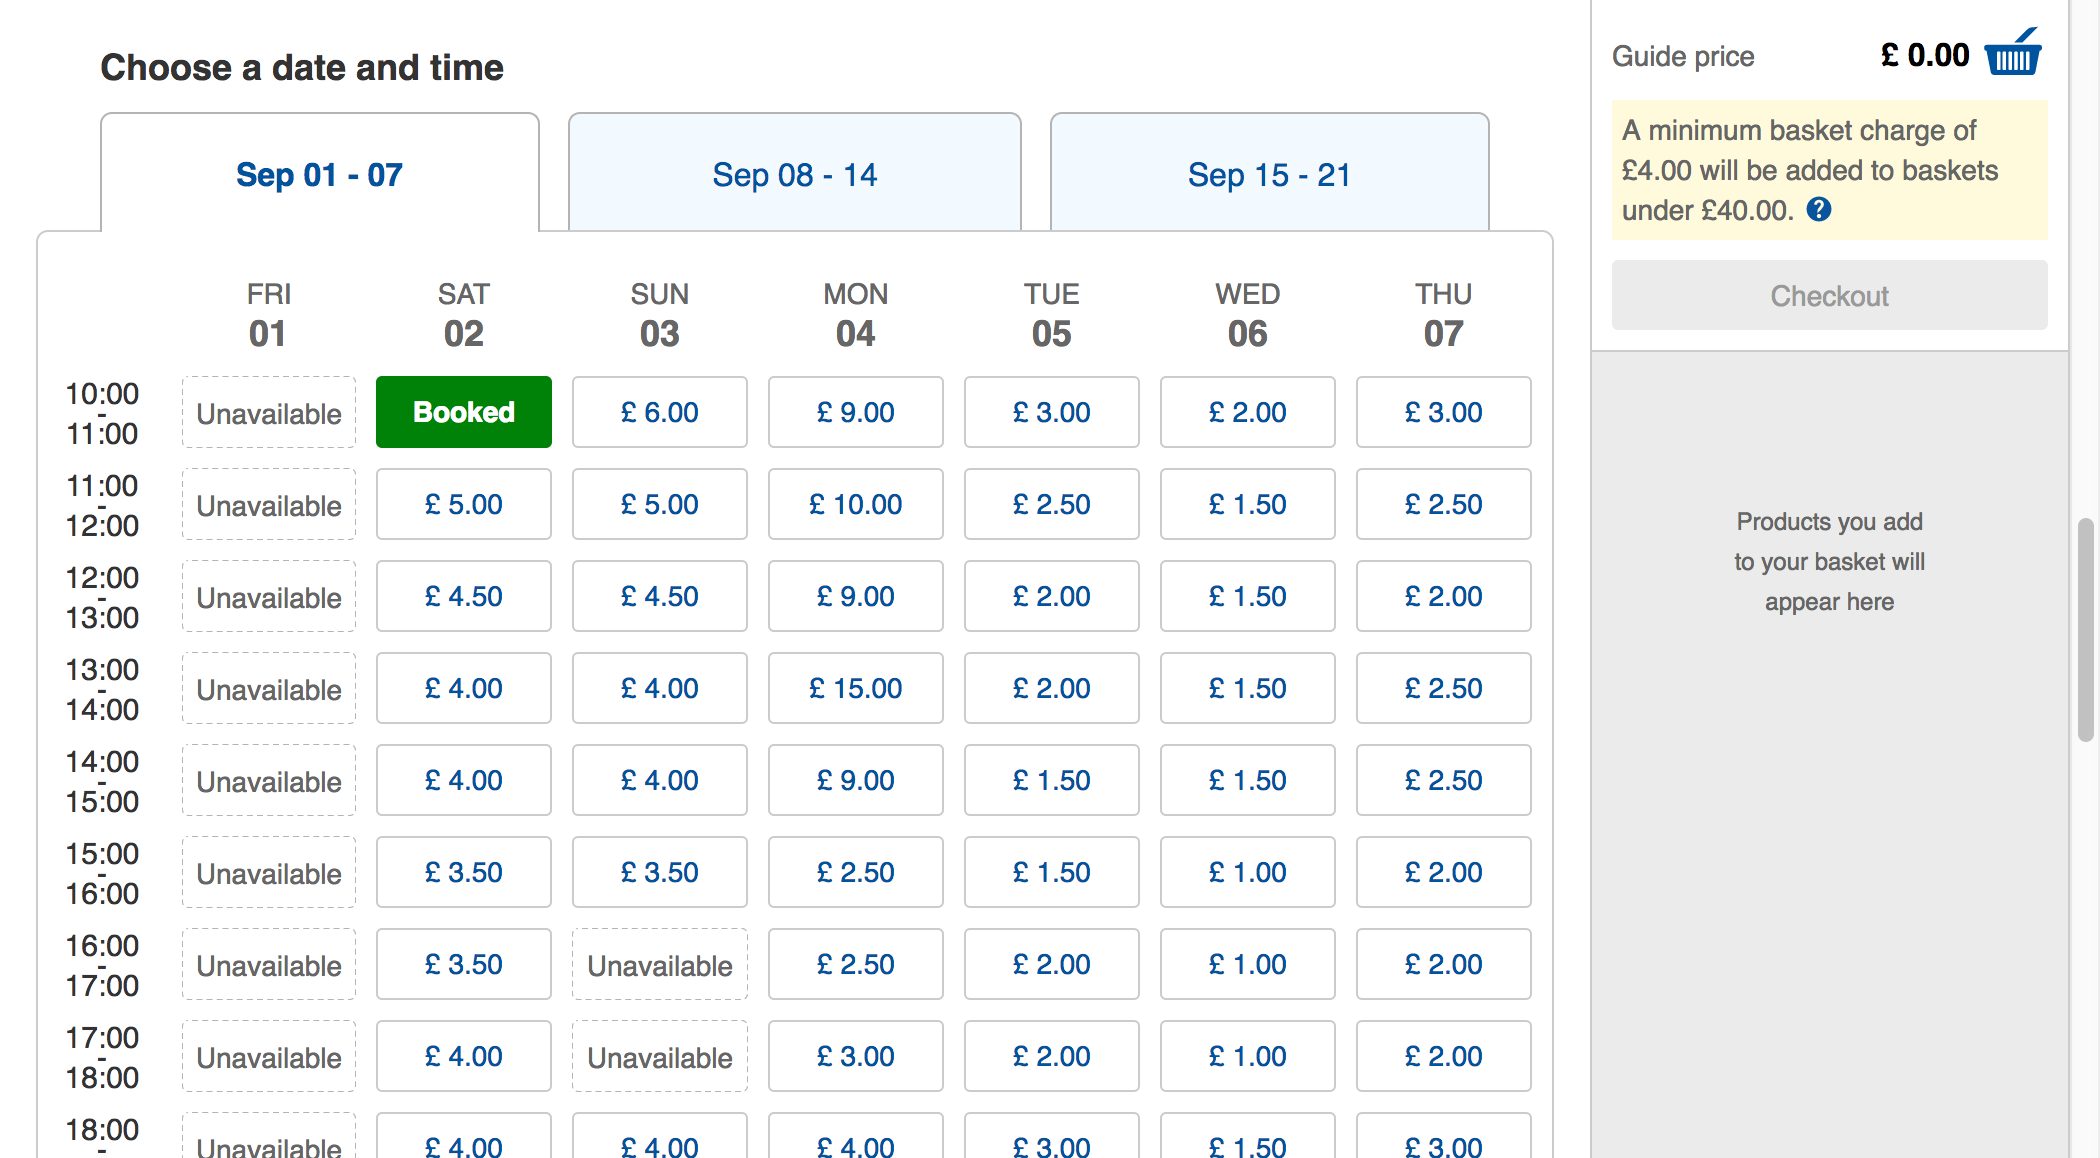 Choose a date and time
Sep 01 - 07
Sep 08 - 14
Sep 15 - 21
FRI SAT SUN MON TUE WED THU
01 02 03 04 05 06 07
10:00 - 11:00 Unavailable Booked £ 6.00 £ 9.00 £ 3.00 £ 2.00 £ 3.00
11:00 - 12:00 Unavailable £ 5.00 £ 5.00 £ 10.00 £ 2.50 £ 1.50 £ 2.50
12:00 - 13:00 Unavailable £ 4.50 £ 4.50 £ 9.00 £ 2.00 £ 1.50 £ 2.00
13:00 - 14:00 Unavailable £ 4.00 £ 4.00 £ 15.00 £ 2.00 £ 1.50 £ 2.50
14:00 - 15:00 Unavailable £ 4.00 £ 4.00 £ 9.00 £ 1.50 £ 1.50 £ 2.50
15:00 - 16:00 Unavailable £ 3.50 £ 3.50 £ 2.50 £ 1.50 £ 1.00 £ 2.00
16:00 - 17:00 Unavailable £ 3.50 Unavailable £ 2.50 £ 2.00 £ 1.00 £ 2.00
17:00 - 18:00 Unavailable £ 4.00 Unavailable £ 3.00 £ 2.00 £ 1.00 £ 2.00
18:00 - Unavailable £ 4.00 £ 4.00 £ 4.00 £ 3.00 £ 1.50 £ 3.00
Guide price £ 0.00
A minimum basket charge of
£4.00 will be added to baskets
under £40.00. ?
Checkout
Products you add
to your basket will
appear here